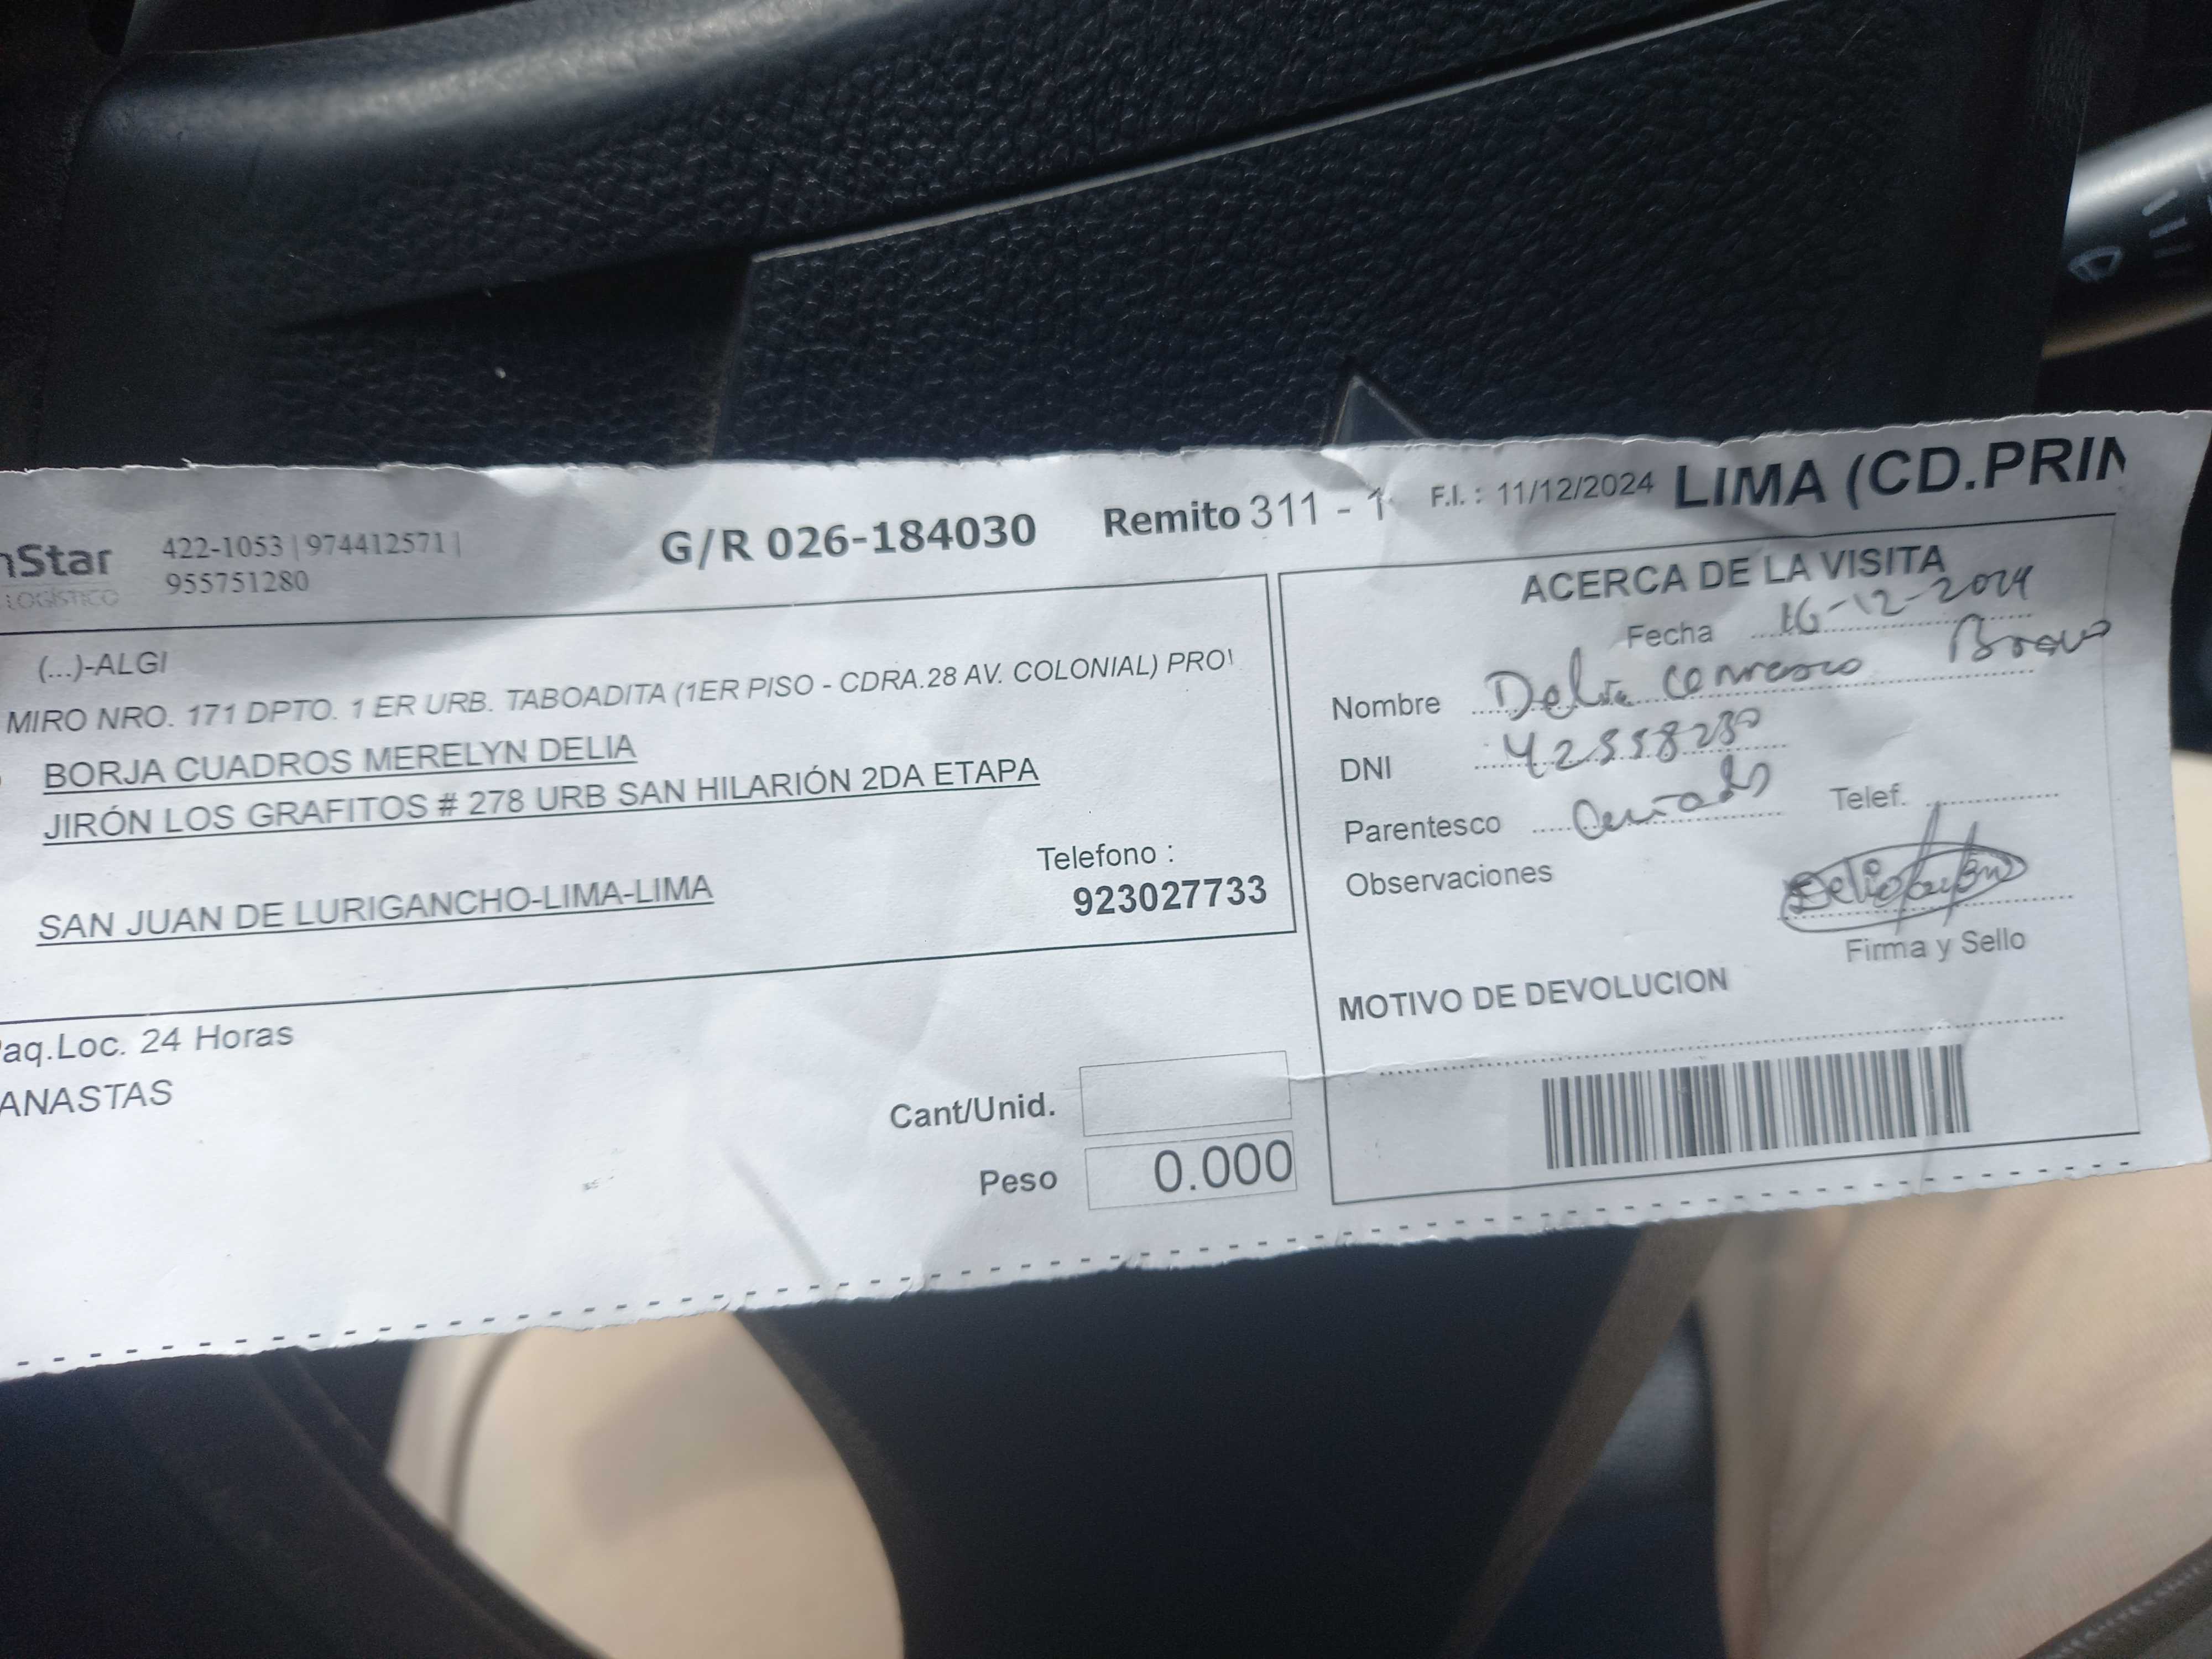 nStar
LOGÍSTICO
422-1053 | 974412571 |
955751280
G/R 026-184030
Remito 311 - 1
F.I. : 11/12/2024
LIMA (CD.PRIN
(...)-ALGI
MIRO NRO. 171 DPTO. 1 ER URB. TABOADITA (1ER PISO - CDRA.28 AV. COLONIAL) PROV
BORJA CUADROS MERELYN DELIA
JIRÓN LOS GRAFITOS # 278 URB SAN HILARIÓN 2DA ETAPA
SAN JUAN DE LURIGANCHO-LIMA-LIMA
Telefono :
923027733
Paq.Loc. 24 Horas
ANASTAS
Cant/Unid.
Peso 0.000
ACERCA DE LA VISITA
Fecha 16-12-2024
Nombre Delia Bravo
DNI 42558230
Parentesco
Telef.
Observaciones
Firma y Sello
MOTIVO DE DEVOLUCION